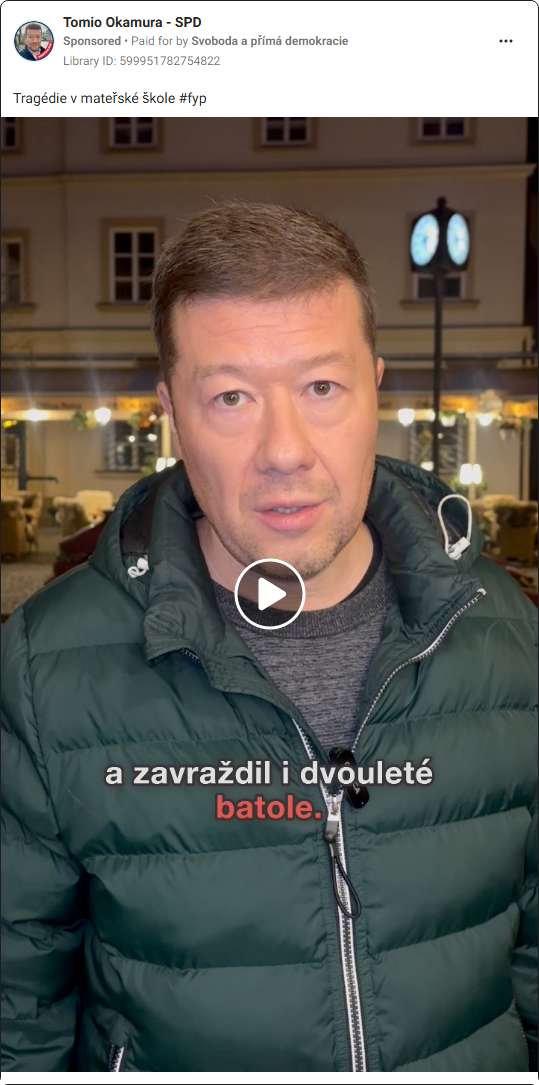 Tomio Okamura - SPD
Sponsored • Paid for by Svoboda a přímá demokracie
Library ID: 599951782754822
Tragédie v mateřské škole #fyp
a zavraždil i dvouleté
batole.